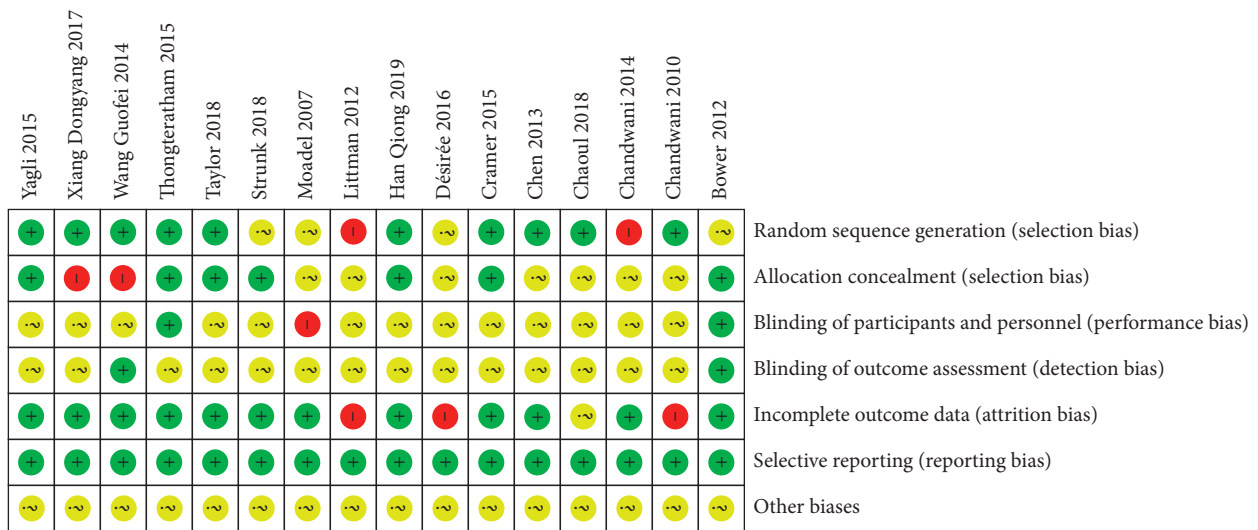 Yagli 2015
Xiang Dongyang 2017
Wang Guofei 2014
Thongteratham 2015
Taylor 2018
Strunk 2018
Moadel 2007
Littman 2012
Han Qiong 2019
Désirée 2016
Cramer 2015
Chen 2013
Chaoul 2018
Chandwani 2014
Chandwani 2010
Bower 2012
+ + + + + ? ? – + ? + + + – + ? Random sequence generation (selection bias)
+ – – + + + ? ? + ? + ? ? ? ? + Allocation concealment (selection bias)
? ? ? + ? ? – ? ? ? ? ? ? ? ? + Blinding of participants and personnel (performance bias)
? ? + ? ? ? ? ? ? ? ? ? ? ? ? + Blinding of outcome assessment (detection bias)
+ + + + + + + – + – + + ? + – + Incomplete outcome data (attrition bias)
+ + + + + + + + + + + + + + + + Selective reporting (reporting bias)
? ? ? ? ? ? ? ? ? ? ? ? ? ? ? ? Other biases